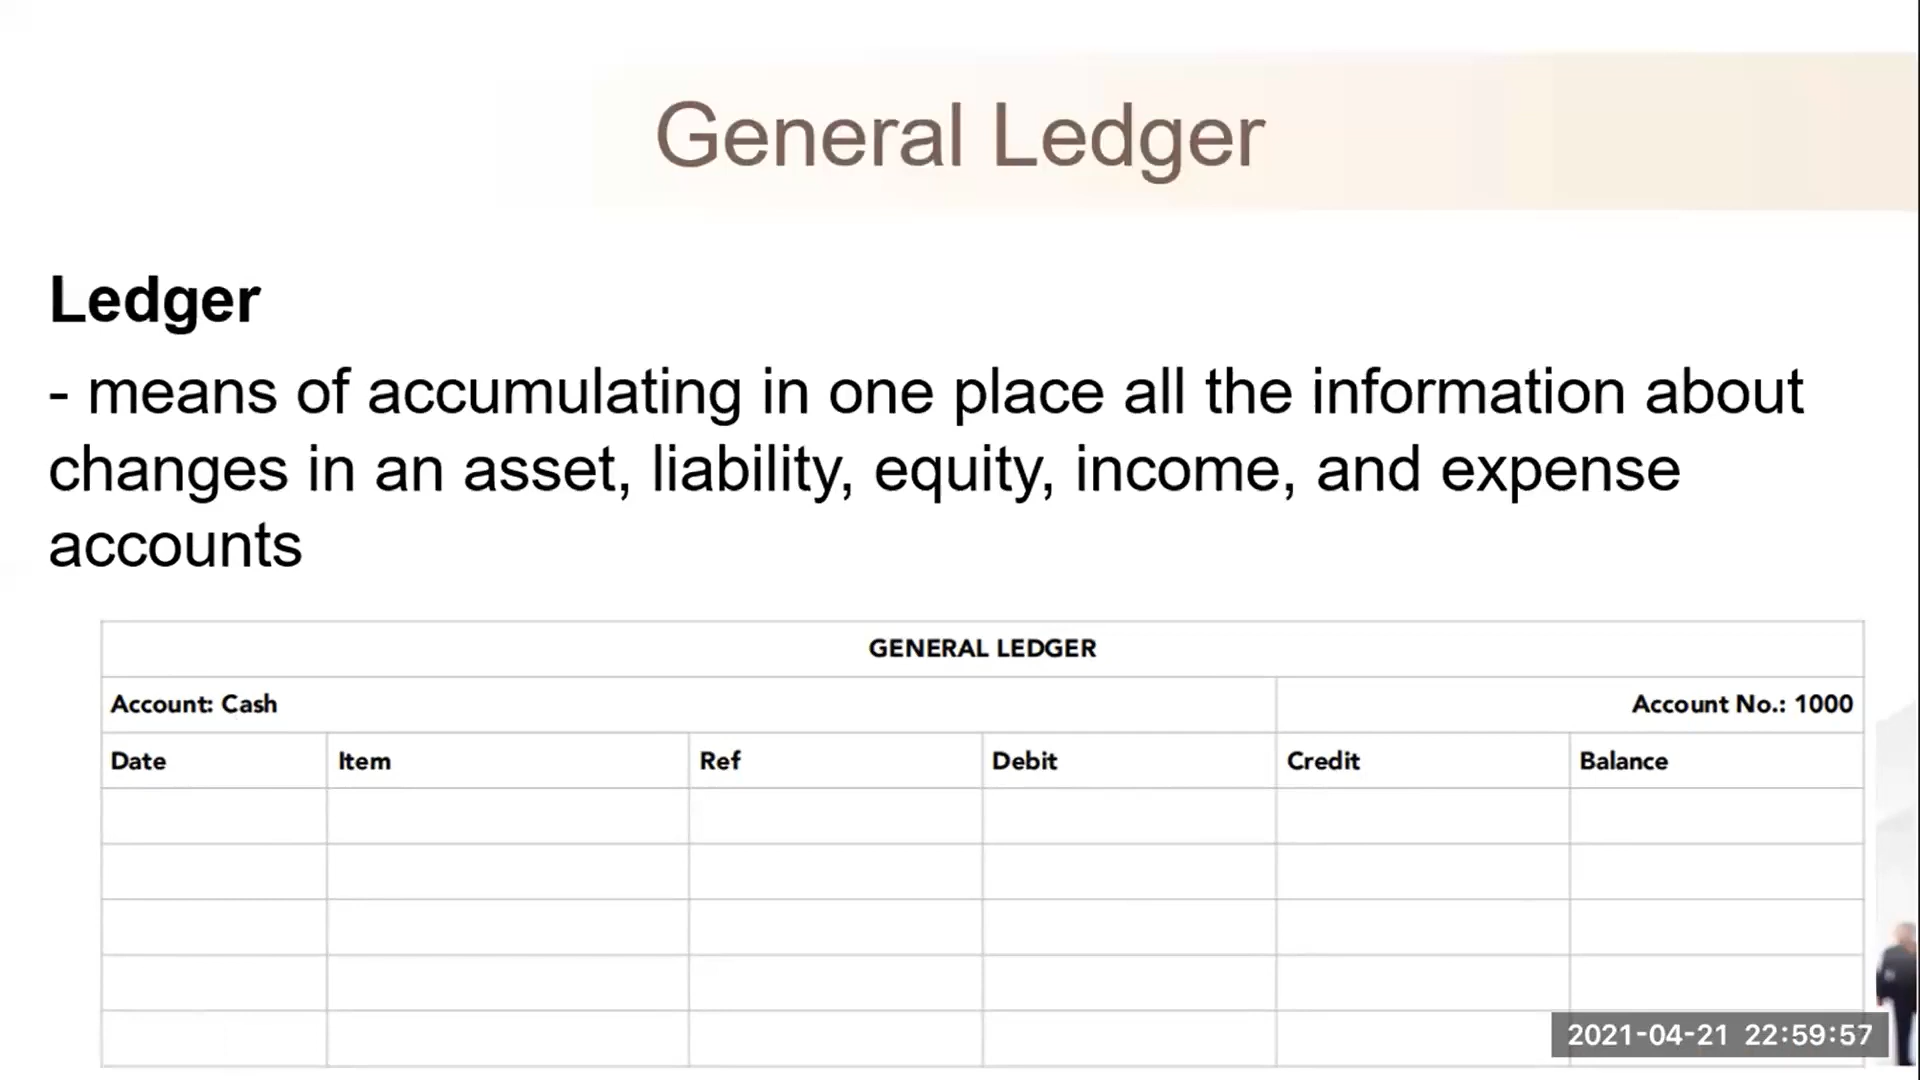 General Ledger
Ledger
- means of accumulating in one place all the information about
changes in an asset, liability, equity, income, and expense
accounts
GENERAL LEDGER
Account: Cash Account No.: 1000
Date Item Ref Debit Credit Balance
2021-04-21 22:59:57